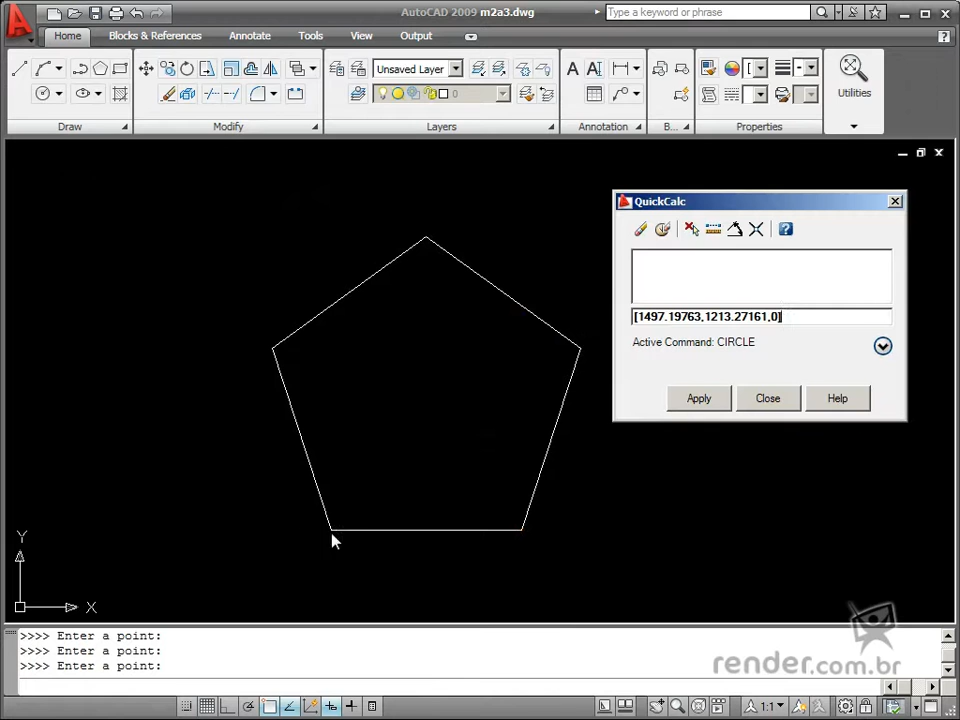 AutoCAD 2009 m2a3.dwg
Type a keyword or phrase
Home
Blocks & References
Annotate
Tools
View
Output
Unsaved Layer
0
Utilities
Draw
Modify
Layers
Annotation
B...
Properties
QuickCalc
[1497.19763,1213.27161,0]
Active Command: CIRCLE
Apply
Close
Help
Y
X
>>>> Enter a point:
>>>> Enter a point:
>>>> Enter a point:
render.com.br
1:1